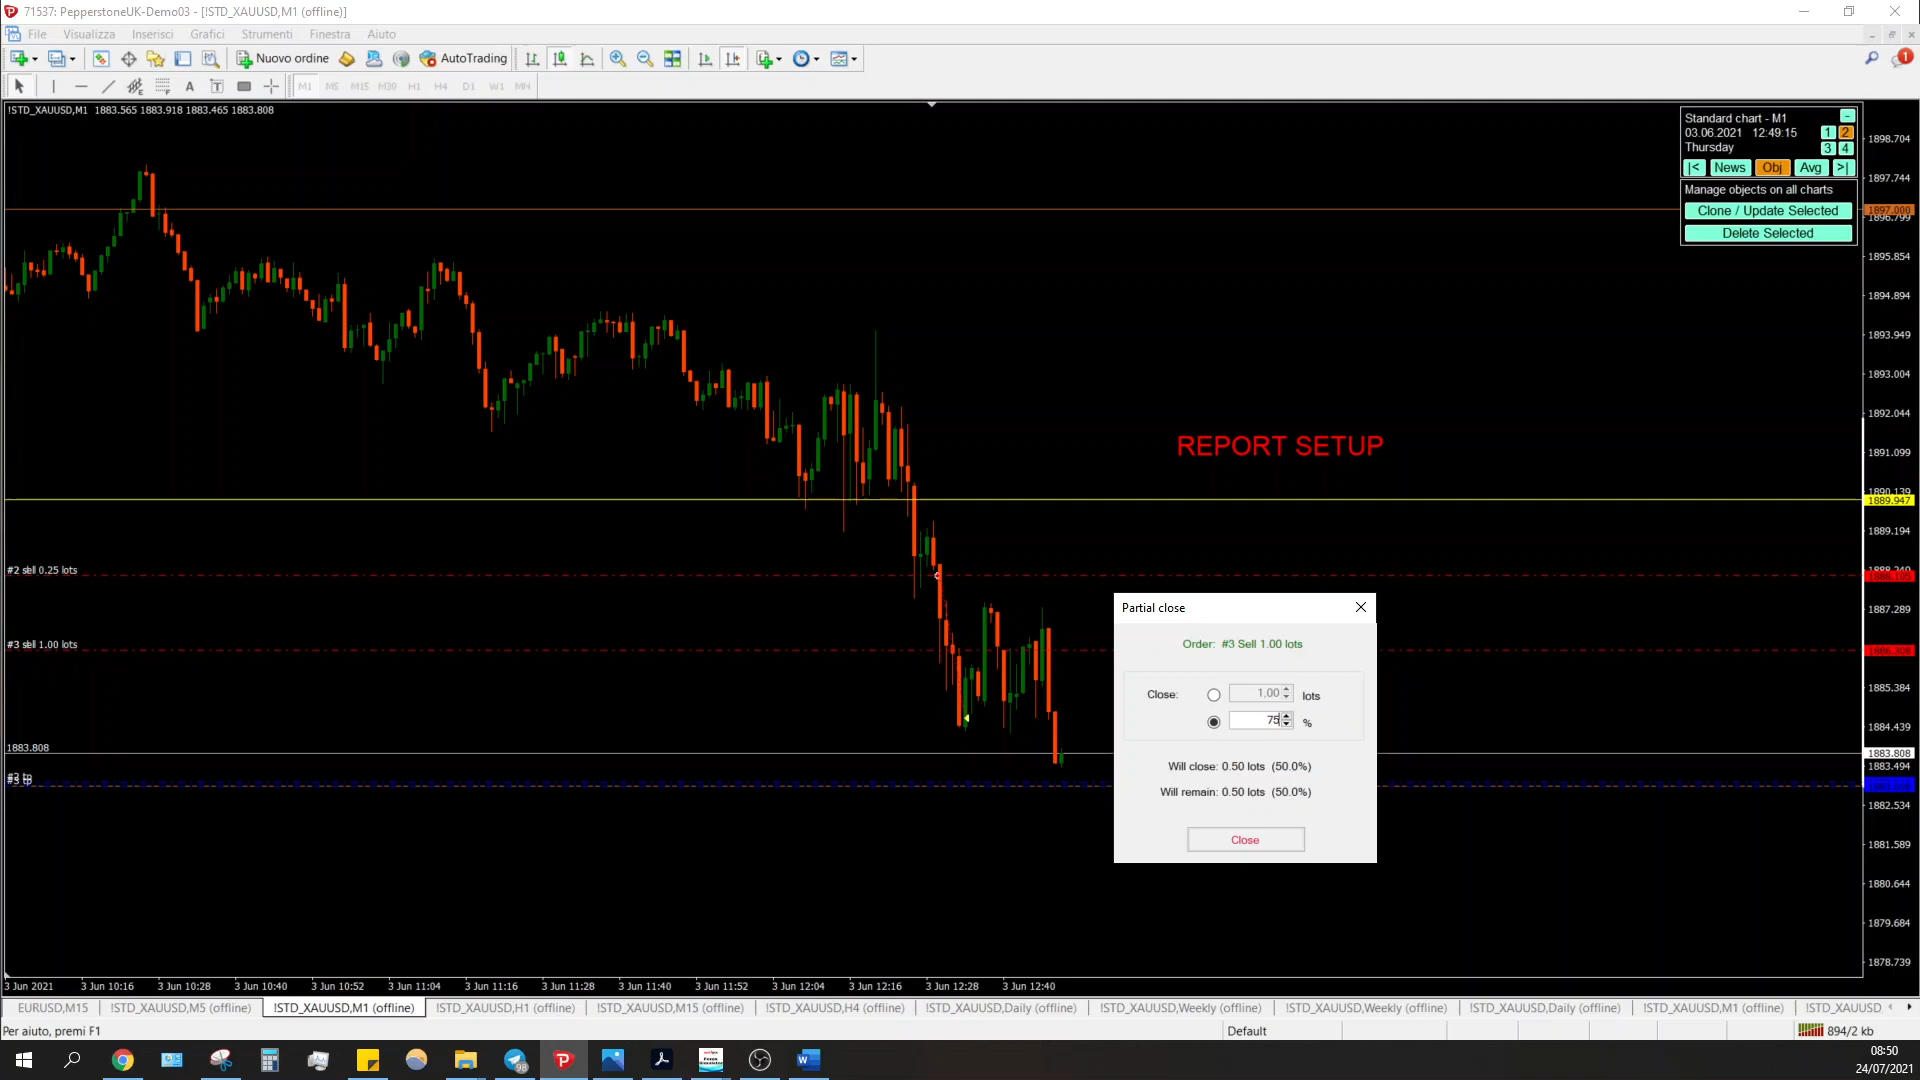 71537: PepperstoneUK-Demo03 - [!STD_XAUUSD,M1 (offline)]
File Visualizza Inserisci Grafici Strumenti Finestra Aiuto
Nuovo ordine AutoTrading 1
A T M1 M5 M15 M30 H1 H4 D1 W1 MN
!STD_XAUUSD,M1 1883.565 1883.918 1883.465 1883.808
Standard chart - M1 -
03.06.2021 12:49:15 1 2
Thursday 3 4
|< News Obj Avg >|
Manage objects on all charts
Clone / Update Selected
Delete Selected
1898.704
1897.744
1897.000
1896.799
1895.854
1894.894
1893.949
1893.004
1892.044
REPORT SETUP
1891.099
1890.139
1889.947
1889.194
#2 sell 0.25 lots
1888.249
1887.289
#3 sell 1.00 lots
1885.384
1884.439
1883.808
1883.808
1883.494
1882.534
1881.589
1880.644
1879.684
1878.739
Partial close
Order: #3 Sell 1.00 lots
Close: 1,00 lots
75 %
Will close: 0.50 lots (50.0%)
Will remain: 0.50 lots (50.0%)
Close
3 Jun 2021 3 Jun 10:16 3 Jun 10:28 3 Jun 10:40 3 Jun 10:52 3 Jun 11:04 3 Jun 11:16 3 Jun 11:28 3 Jun 11:40 3 Jun 11:52 3 Jun 12:04 3 Jun 12:16 3 Jun 12:28 3 Jun 12:40
EURUSD,M15 !STD_XAUUSD,M5 (offline) !STD_XAUUSD,M1 (offline) !STD_XAUUSD,H1 (offline) !STD_XAUUSD,M15 (offline) !STD_XAUUSD,H4 (offline) !STD_XAUUSD,Daily (offline) !STD_XAUUSD,Weekly (offline) !STD_XAUUSD,Weekly (offline) !STD_XAUUSD,Daily (offline) !STD_XAUUSD,M1 (offline) !STD_XAUUSD
Per aiuto, premi F1 Default 894/2 kb
98
08:50
24/07/2021